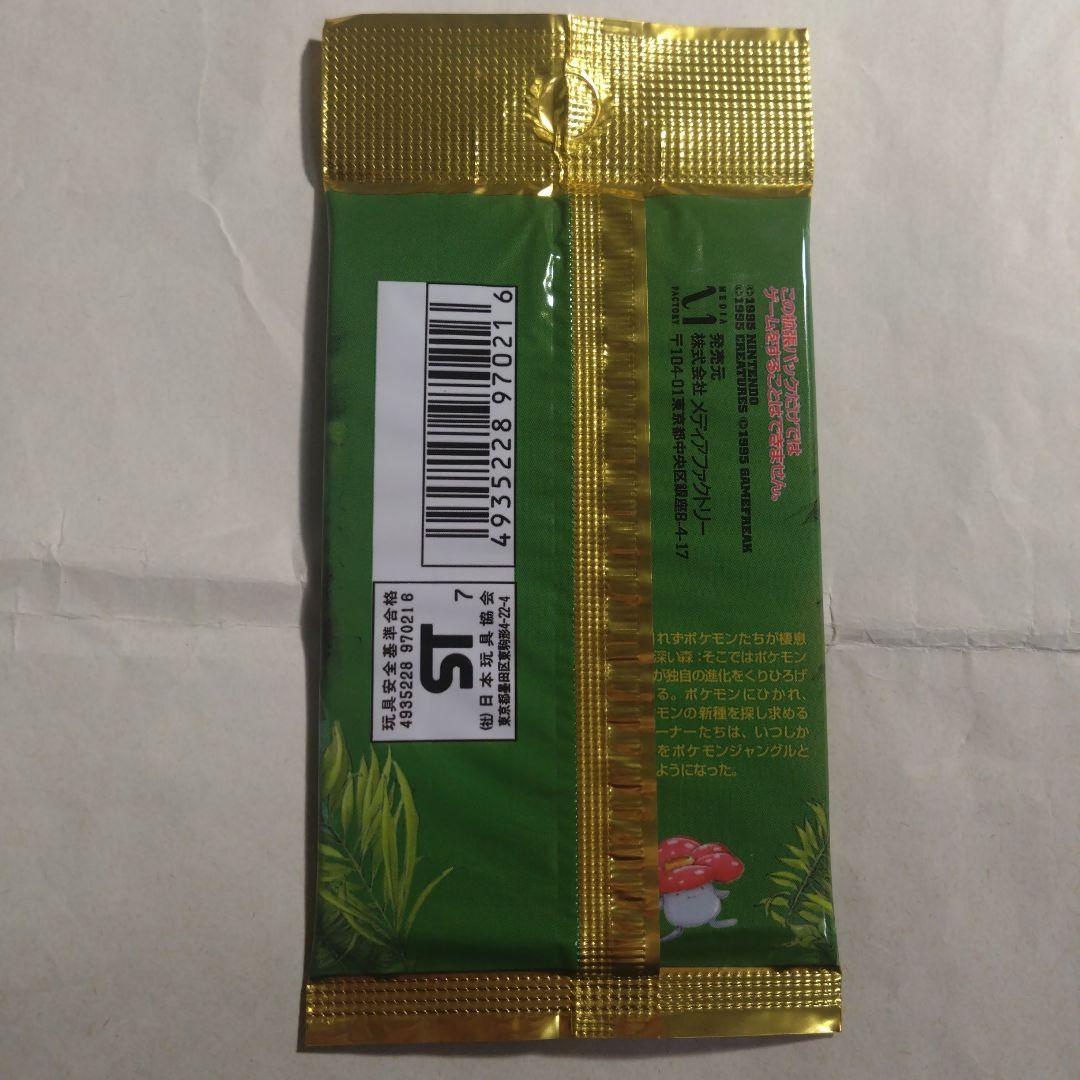 4935228970216
玩具安全基準合格
4935228 970216
ST
7
(社)日本玩具協会
東京都墨田区東駒形4-22-4
この拡張パックだけでは
ゲームをすることはできません。
©1995 NINTENDO
©1995 CREATURES ©1995 GAMEFREAK
MEDIA
FACTORY
発売元
株式会社 メディアファクトリー
〒104-01東京都中央区銀座8-4-17
れずポケモンたちが棲息
深い森:そこではポケモン
が独自の進化をくりひろげ
る。ポケモンにひかれ、
モンの新種を探し求める
ーナーたちは、いつしか
をポケモンジャングルと
ようになった。